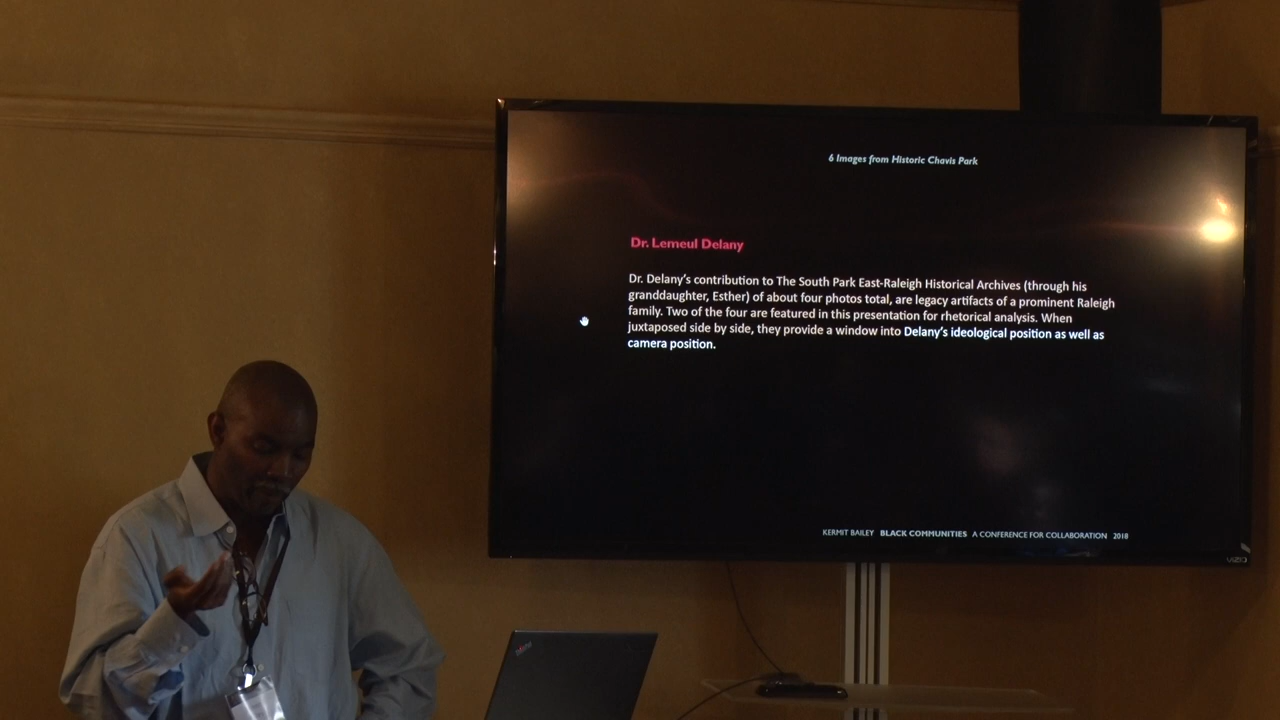 6 Images from Historic Chavis Park
Dr. Lemeul Delany
Dr. Delany's contribution to The South Park East-Raleigh Historical Archives (through his
granddaughter, Esther) of about four photos total, are legacy artifacts of a prominent Raleigh
family. Two of the four are featured in this presentation for rhetorical analysis. When
juxtaposed side by side, they provide a window into Delany's ideological position as well as
camera position.
KERMIT BAILEY BLACK COMMUNITIES A CONFERENCE FOR COLLABORATION 2018
VIZIO